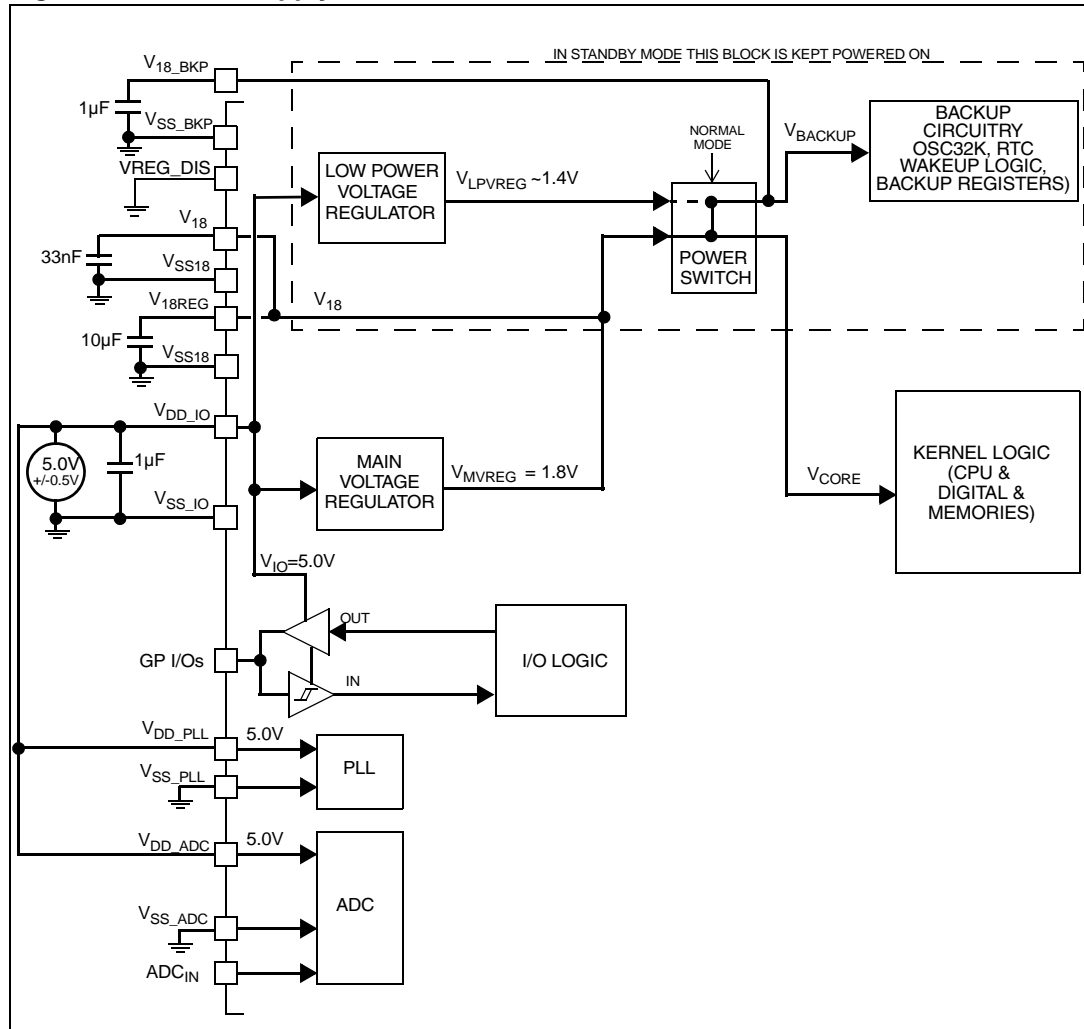 IN STANDBY MODE THIS BLOCK IS KEPT POWERED ON
V18_BKP
1µF
VSS_BKP
VREG_DIS
V18
33nF
VSS18
V18REG
V18
10µF
VSS18
LOW POWER
VOLTAGE
REGULATOR
VLPVREG ~1.4V
NORMAL
MODE
POWER
SWITCH
VBACKUP
BACKUP
CIRCUITRY
OSC32K, RTC
WAKEUP LOGIC,
BACKUP REGISTERS)
VDD_IO
5.0V
+/-0.5V
1µF
VSS_IO
MAIN
VOLTAGE
REGULATOR
VMVREG = 1.8V
VCORE
KERNEL LOGIC
(CPU &
DIGITAL &
MEMORIES)
VIO=5.0V
OUT
GP I/Os
IN
I/O LOGIC
VDD_PLL
5.0V
VSS_PLL
PLL
VDD_ADC
5.0V
VSS_ADC
ADC
ADCIN